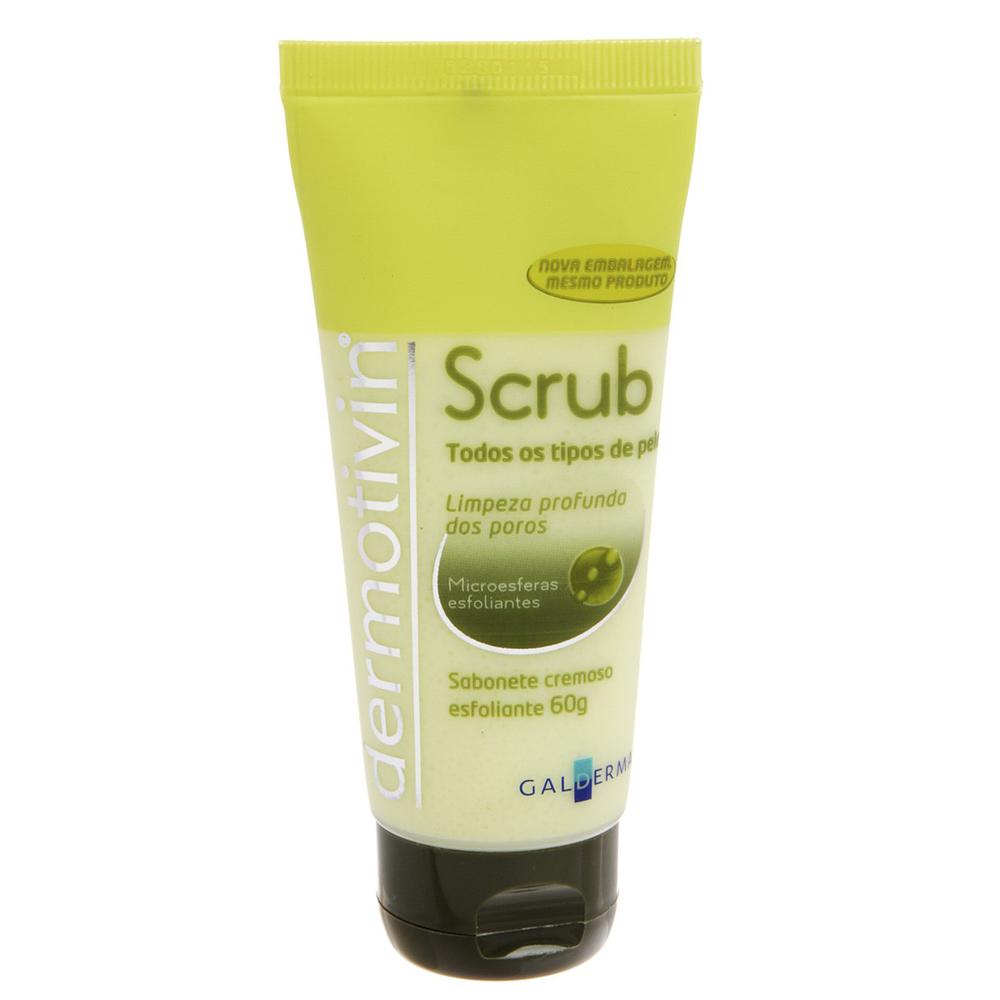 NOVA EMBALAGEM,
MESMO PRODUTO
dermotivin®
Scrub
Todos os tipos de pele
Limpeza profunda
dos poros
Microesferas
esfoliantes
Sabonete cremoso
esfoliante 60g
GALDERMA